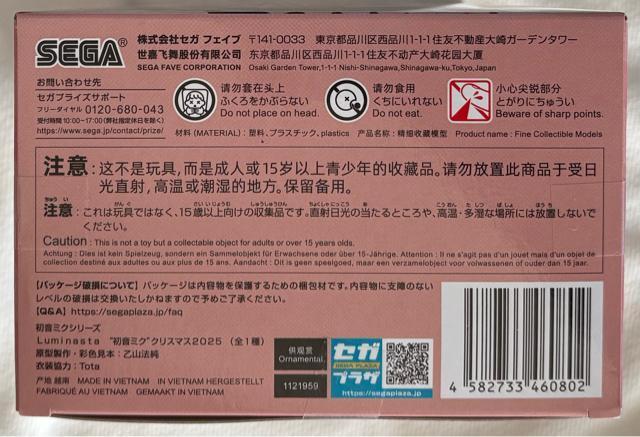 SEGA®
株式会社セガ フェイブ 〒141-0033 東京都品川区西品川1-1-1住友不動産大崎ガーデンタワー
世嘉飞舞股份有限公司 东京都品川区西品川1-1-1住友不动产大崎花园大厦
SEGA FAVE CORPORATION Osaki Garden Tower,1-1-1 Nishi-Shinagawa,Shinagawa-ku,Tokyo,Japan
お問い合わせ先
セガプライズサポート
フリーダイヤル 0120-680-043
受付時間10:00～17:00(弊社指定休日を除く)
https://www.sega.jp/contact/prize/
请勿套在头上
ふくろをかぶらない
Do not place on head.
请勿食用
くちにいれない
Do not eat.
小心尖锐部分
とがりにちゅうい
Beware of sharp points.
材料 (MATERIAL) : 塑料、プラスチック、plastics 产品名称 : 精细收藏模型 Product name : Fine Collectible Models
注意 : 这不是玩具,而是成人或15岁以上青少年的收藏品。请勿放置此商品于受日
光直射,高温或潮湿的地方。保留备用。
注意 : これは玩具ではなく、15歳以上向けの収集品です。直射日光の当たるところや、高温・多湿な場所には放置しないで
ください。
Caution : This is not a toy but a collectable object for adults or over 15 years old.
Achtung : Dies ist kein Spielzeug, sondern ein Sammelobjekt für Erwachsene oder über 15-Jährige. Attention : Il ne s'agit pas d'un jouet mais d'un objet de
collection destiné aux adultes ou aux plus de 15 ans. Aandacht : Dit is geen speelgoed, maar een verzamelobject voor volwassenen of ouder dan 15 jaar.
【パッケージ破損について】パッケージは内容物を保護するための梱包材です。内容物に支障のない
レベルの破損は交換いたしかねますので予めご了承ください。
【Q&A】https://segaplaza.jp/faq
初音ミクシリーズ
Luminasta “初音ミク”クリスマス2025 (全1種)
原型製作・彩色見本 : 乙山法純
衣装協力 : Tota
产地 越南 MADE IN VIETNAM IN VIETNAM HERGESTELLT
FABRIQUÉ AU VIETNAM GEMAAKT IN VIETNAM
供观赏
Ornamental.
1121959
セガ
SEGA PLAZA
プラザ
https://segaplaza.jp/
4 582733 460802